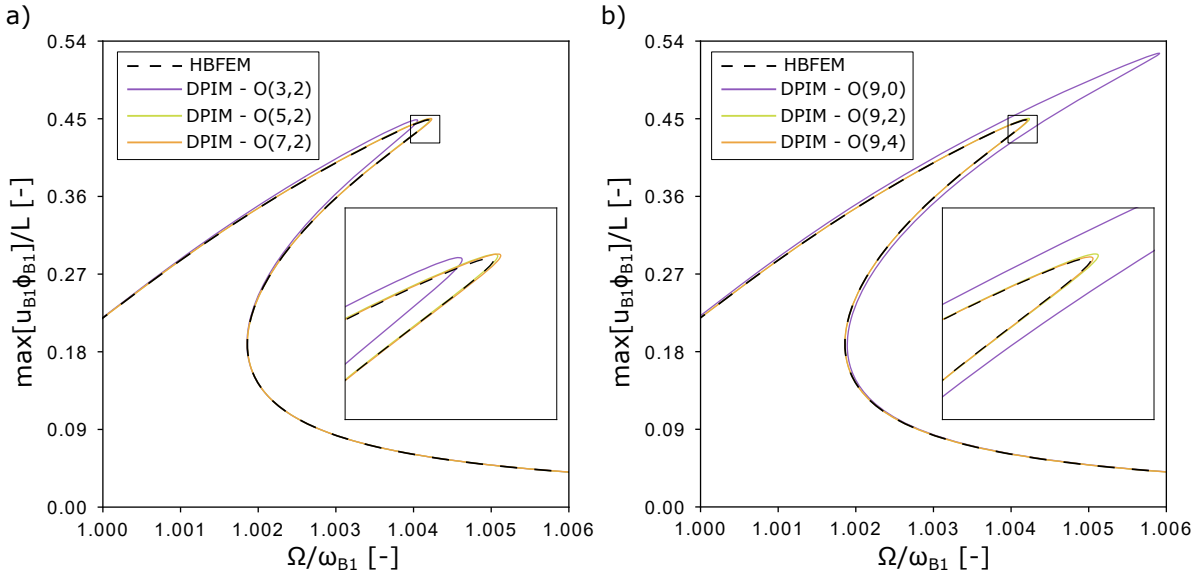 a)
max[u_B1ϕ_B1]/L [-]
0.54
0.45
0.36
0.27
0.18
0.09
0.00
HBFEM
DPIM - O(3,2)
DPIM - O(5,2)
DPIM - O(7,2)
1.000 1.001 1.002 1.003 1.004 1.005 1.006
Ω/ω_B1 [-]
b)
max[u_B1ϕ_B1]/L [-]
0.54
0.45
0.36
0.27
0.18
0.09
0.00
HBFEM
DPIM - O(9,0)
DPIM - O(9,2)
DPIM - O(9,4)
1.000 1.001 1.002 1.003 1.004 1.005 1.006
Ω/ω_B1 [-]